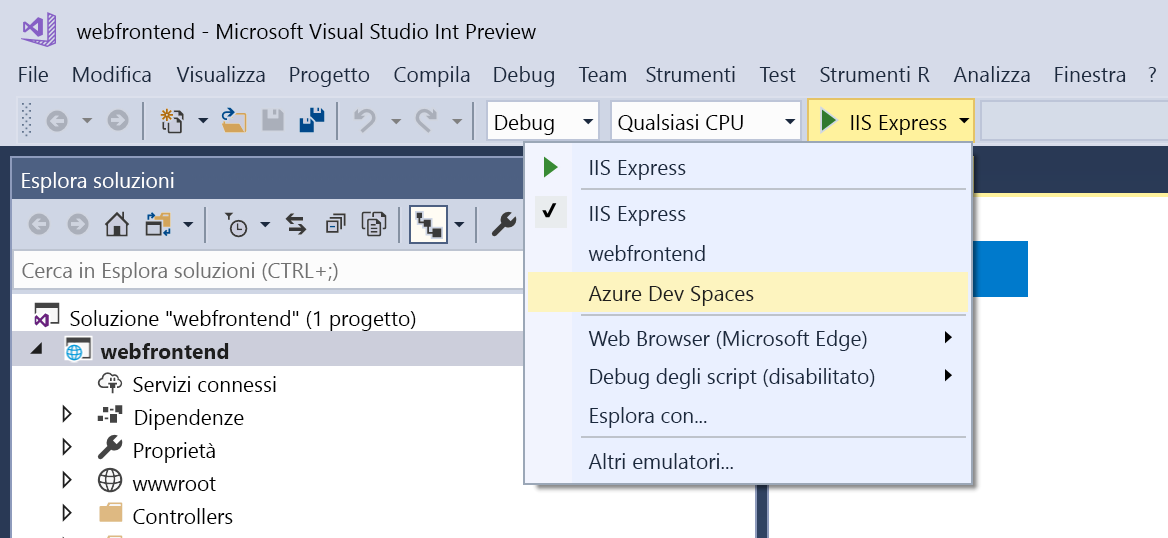 webfrontend - Microsoft Visual Studio Int Preview
File Modifica Visualizza Progetto Compila Debug Team Strumenti Test Strumenti R Analizza Finestra ?
Debug Qualsiasi CPU IIS Express
IIS Express
IIS Express
webfrontend
Azure Dev Spaces
Web Browser (Microsoft Edge)
Debug degli script (disabilitato)
Esplora con...
Altri emulatori...
Esplora soluzioni
Cerca in Esplora soluzioni (CTRL+;)
Soluzione "webfrontend" (1 progetto)
webfrontend
Servizi connessi
Dipendenze
Proprietà
wwwroot
Controllers